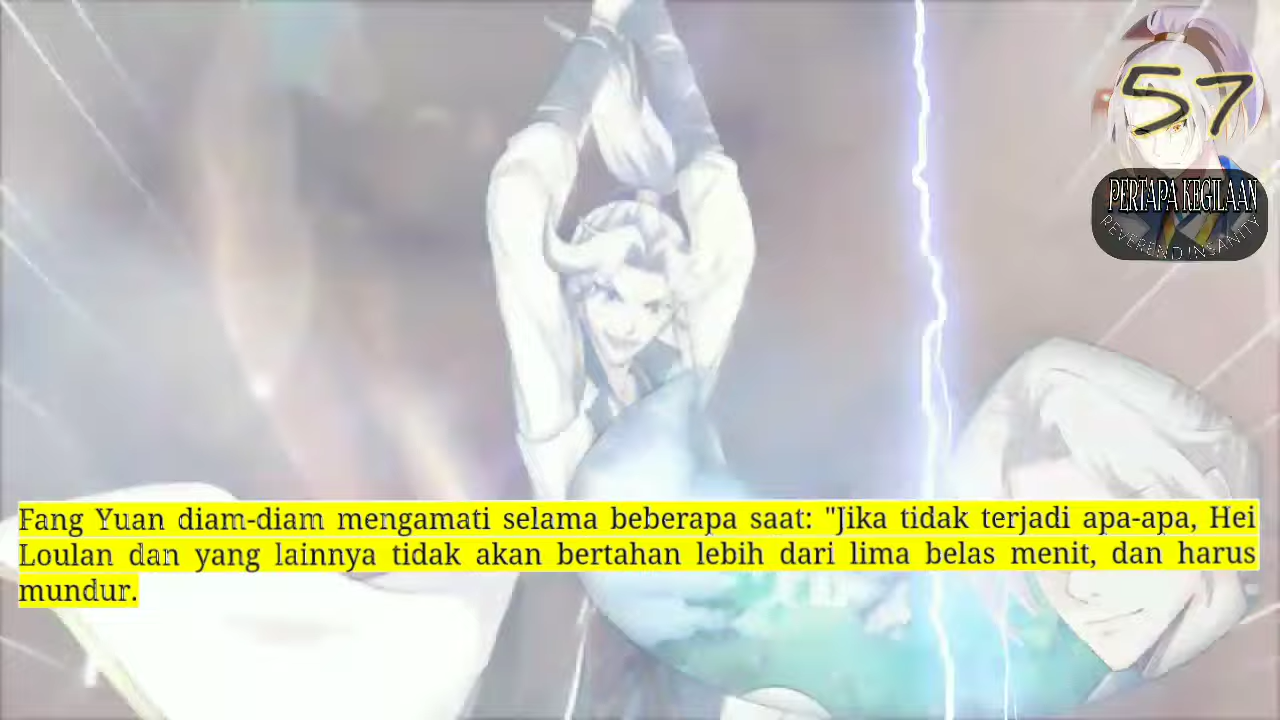 57
PERTAPA KEGILAAN
REVEREND INSANITY
Fang Yuan diam-diam mengamati selama beberapa saat: "Jika tidak terjadi apa-apa, Hei
Loulan dan yang lainnya tidak akan bertahan lebih dari lima belas menit, dan harus
mundur.